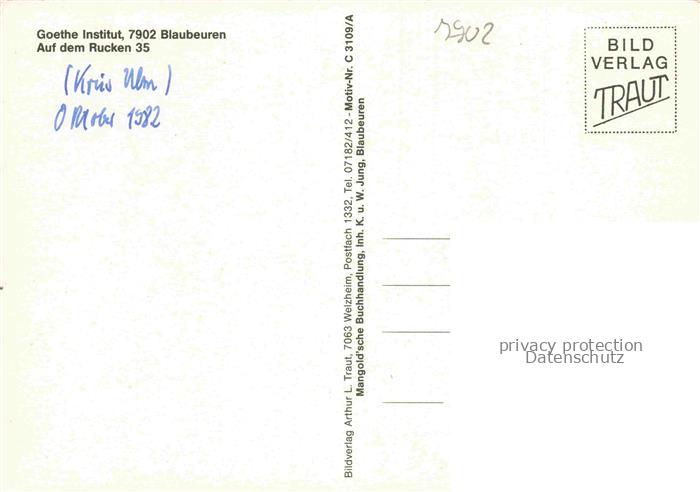 Goethe Institut, 7902 Blaubeuren
Auf dem Rucken 35
(Kreis Ulm)
Oktober 1982
7902
BILD
VERLAG
TRAUT
Bildverlag Arthur L. Traut, 7063 Welzheim, Postfach 1332, Tel. 07182/412 - Motiv-Nr. C 3109/A
Mangold'sche Buchhandlung, Inh. K. u. W. Jung, Blaubeuren
privacy protection
Datenschutz